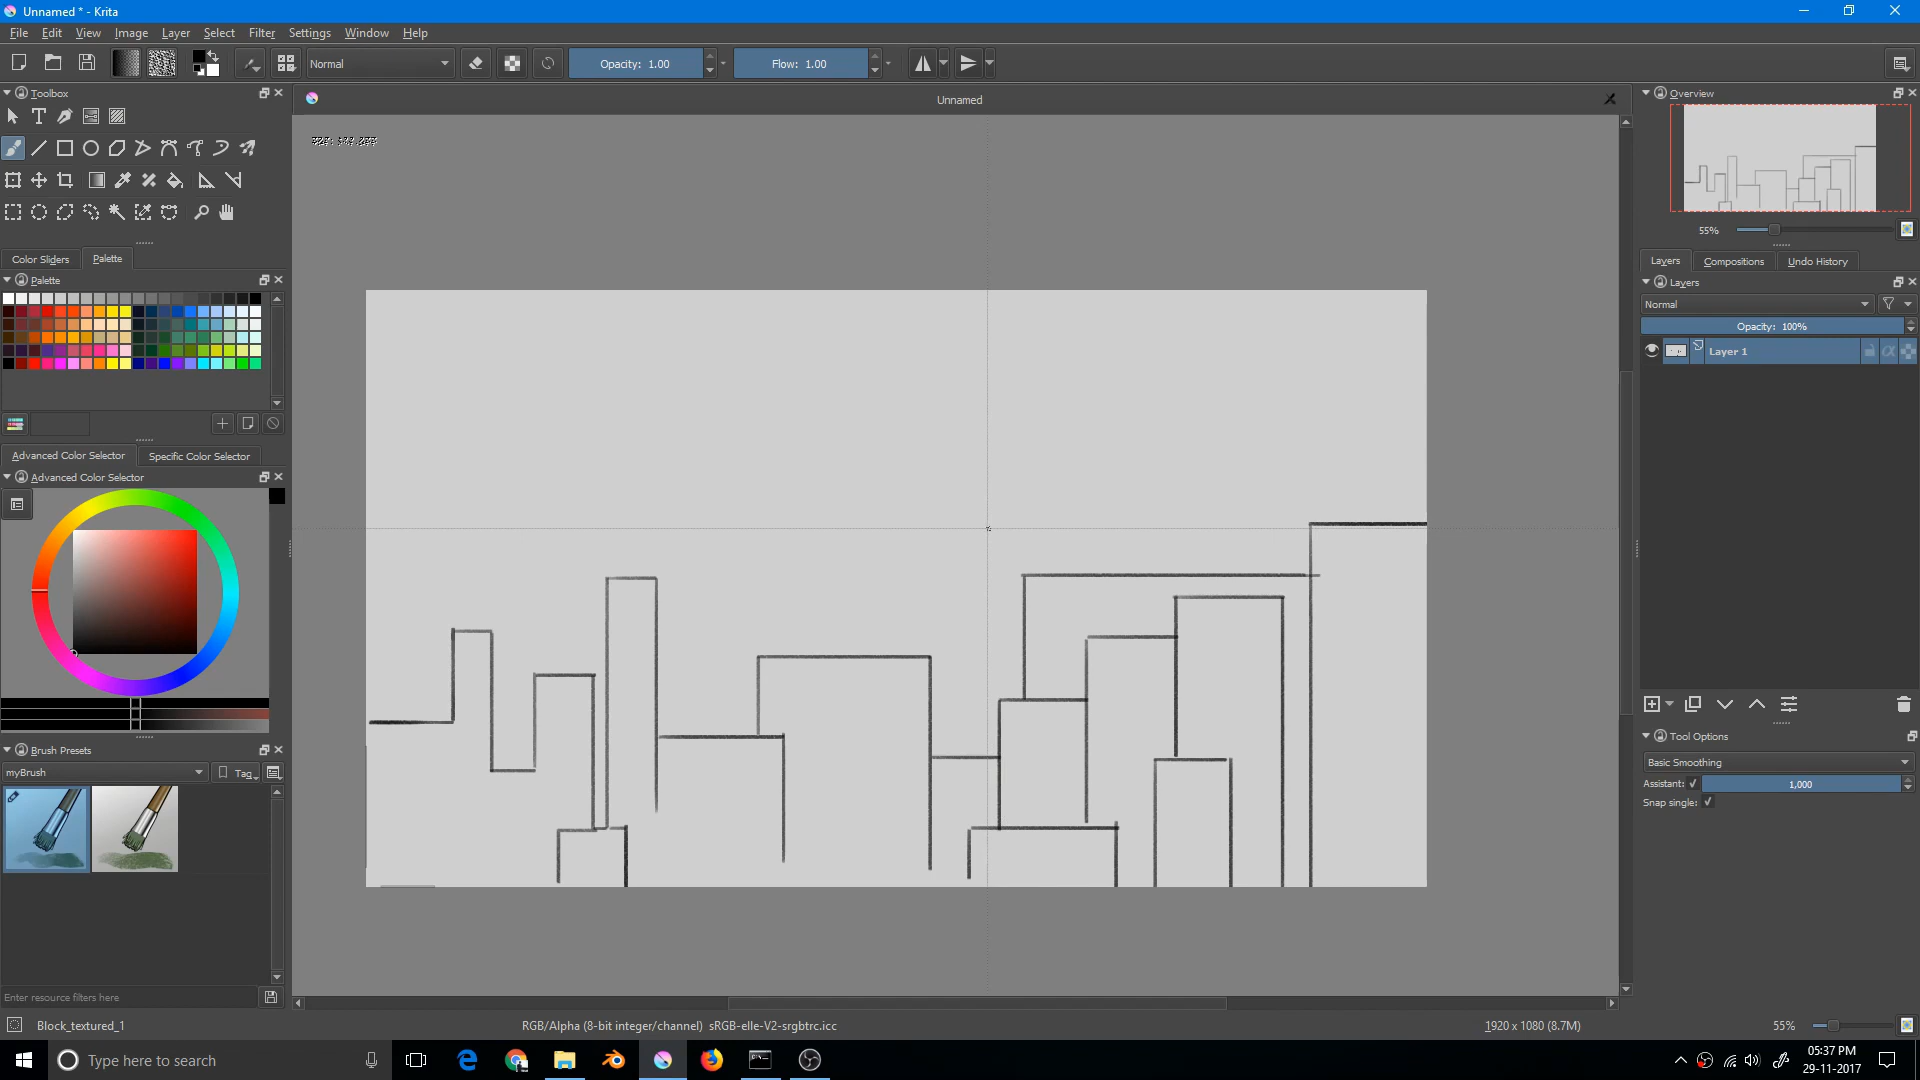 Unnamed * - Krita
File Edit View Image Layer Select Filter Settings Window Help
Normal Opacity: 1.00 Flow: 1.00
Toolbox
Unnamed
Overview
55%
Color Sliders Palette
Palette
Layers Compositions Undo History
Layers
Normal
Opacity: 100%
Layer 1
Advanced Color Selector Specific Color Selector
Advanced Color Selector
Brush Presets
myBrush Tag
Tool Options
Basic Smoothing
Assistant: 1,000
Snap single:
Enter resource filters here
Block_textured_1
RGB/Alpha (8-bit integer/channel) sRGB-elle-V2-srgbtrc.icc
1920 x 1080 (8.7M)
55%
Type here to search
05:37 PM
29-11-2017